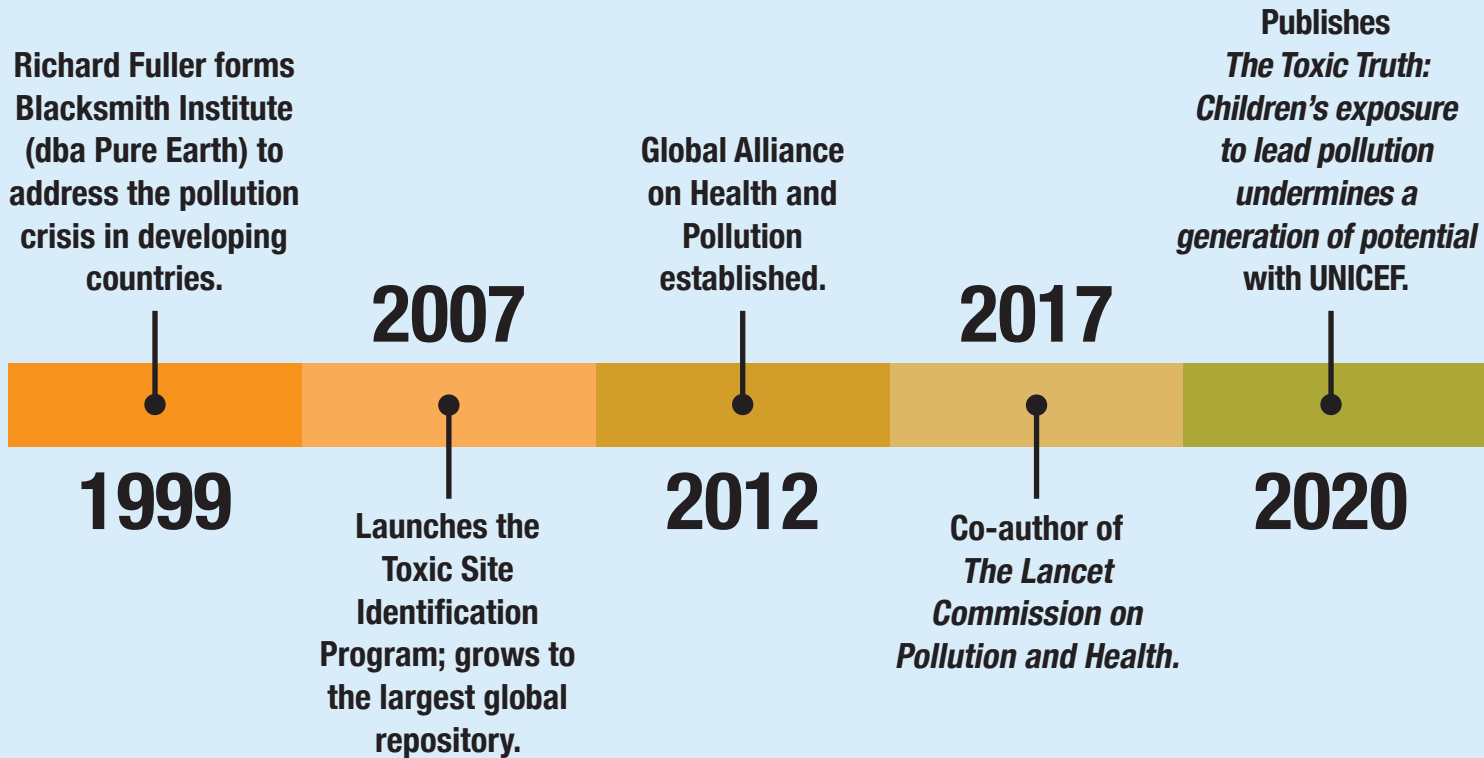 Richard Fuller forms
Blacksmith Institute
(dba Pure Earth) to
address the pollution
crisis in developing
countries.
1999
2007
Launches the
Toxic Site
Identification
Program; grows to
the largest global
repository.
Global Alliance
on Health and
Pollution
established.
2012
2017
Co-author of
The Lancet
Commission on
Pollution and Health.
Publishes
The Toxic Truth:
Children’s exposure
to lead pollution
undermines a
generation of potential
with UNICEF.
2020